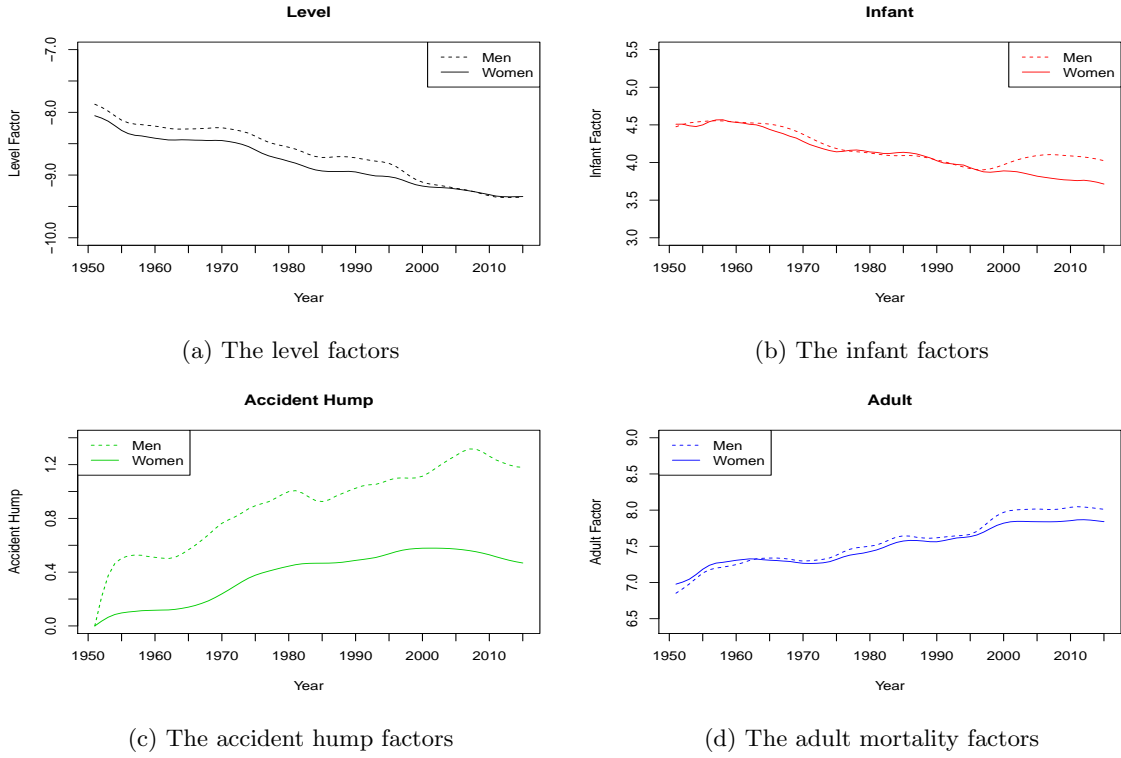 Level
Level Factor
−7.0
−8.0
−9.0
−10.0
Men
Women
1950 1960 1970 1980 1990 2000 2010
Year
(a) The level factors
Infant
Infant Factor
5.5
5.0
4.5
4.0
3.5
3.0
Men
Women
1950 1960 1970 1980 1990 2000 2010
Year
(b) The infant factors
Accident Hump
Accident Hump
1.2
0.8
0.4
0.0
Men
Women
1950 1960 1970 1980 1990 2000 2010
Year
(c) The accident hump factors
Adult
Adult Factor
9.0
8.5
8.0
7.5
7.0
6.5
Men
Women
1950 1960 1970 1980 1990 2000 2010
Year
(d) The adult mortality factors